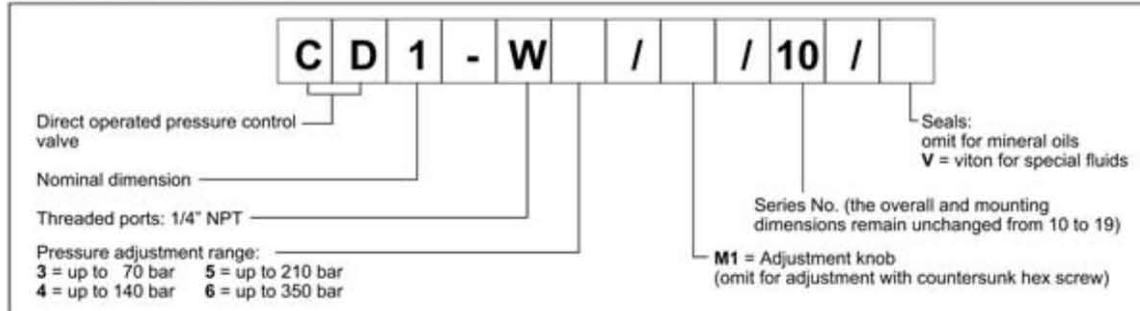 C D 1 - W / / 10 /
Direct operated pressure control
valve
Nominal dimension
Threaded ports: 1/4" NPT
Pressure adjustment range:
3 = up to 70 bar 5 = up to 210 bar
4 = up to 140 bar 6 = up to 350 bar
Seals:
omit for mineral oils
V = viton for special fluids
Series No. (the overall and mounting
dimensions remain unchanged from 10 to 19)
M1 = Adjustment knob
(omit for adjustment with countersunk hex screw)